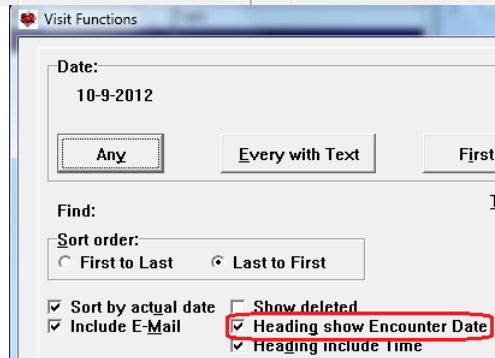 Visit Functions
Date:
10-9-2012
Any Every with Text First
Find:
Sort order:
First to Last Last to First
Sort by actual date Show deleted
Include E-Mail Heading show Encounter Date
Heading include Time